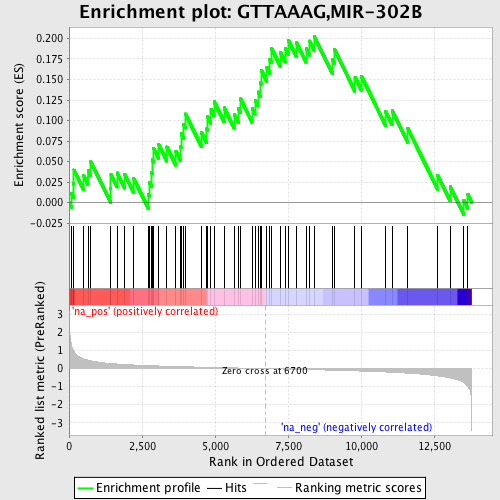 Enrichment plot: GTTAAAG,MIR-302B
Enrichment score (ES)
0.200
0.175
0.150
0.125
0.100
0.075
0.050
0.025
0.000
-0.025
'na_pos' (positively correlated)
Ranked list metric (PreRanked)
3
2
1
0
-1
-2
-3
Zero cross at 6700
'na_neg' (negatively correlated)
0
2,500
5,000
7,500
10,000
12,500
Rank in Ordered Dataset
Enrichment profile
Hits
Ranking metric scores